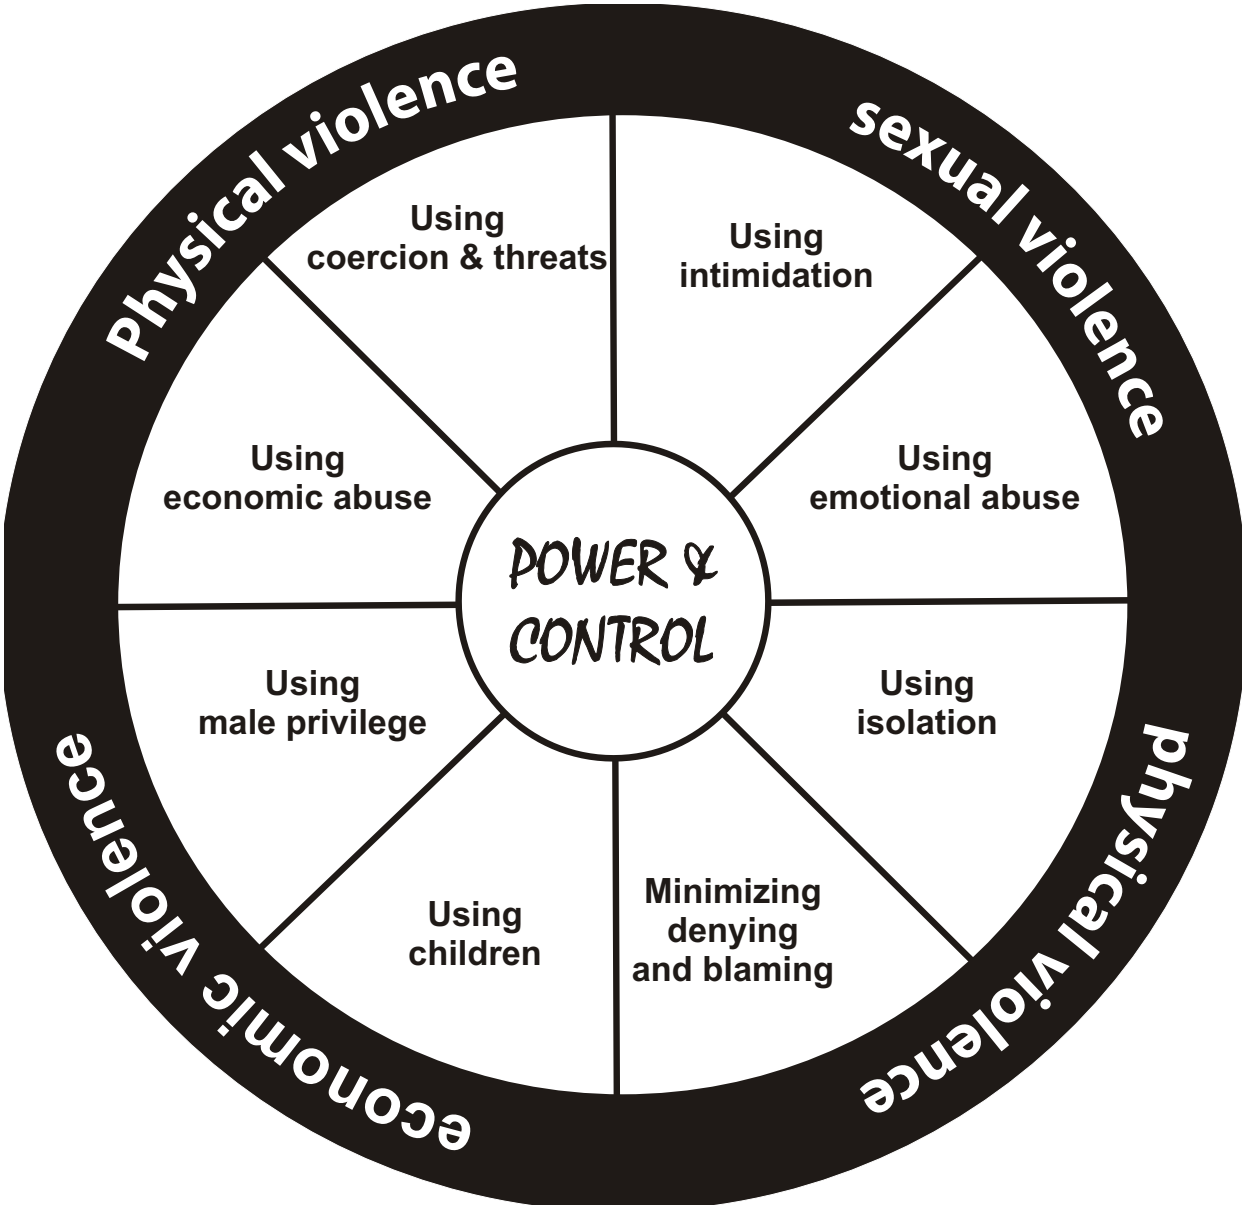 Physical violence
sexual violence
Using
coercion & threats
Using
intimidation
Using
economic abuse
Using
emotional abuse
POWER &
CONTROL
Using
male privilege
Using
isolation
Using
children
Minimizing
denying
and blaming
economic violence
physical violence